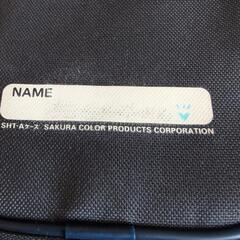 NAME
SHT-Aケース SAKURA COLOR PRODUCTS CORPORATION